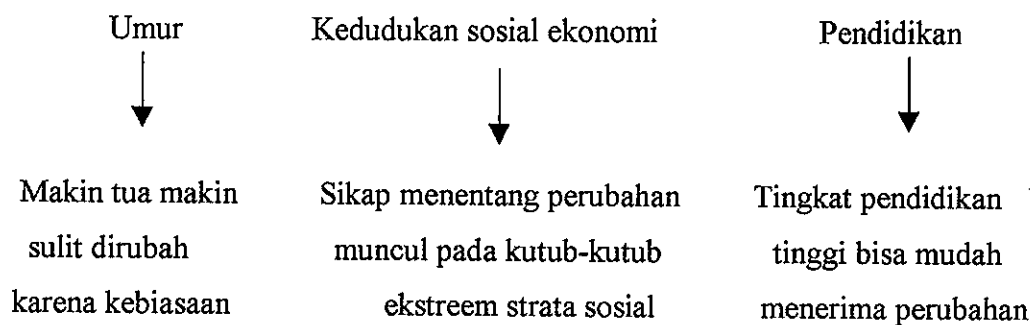 Umur
Kedudukan sosial ekonomi
Pendidikan
Makin tua makin
sulit dirubah
karena kebiasaan
Sikap menentang perubahan
muncul pada kutub-kutub
ekstreem strata sosial
Tingkat pendidikan
tinggi bisa mudah
menerima perubahan